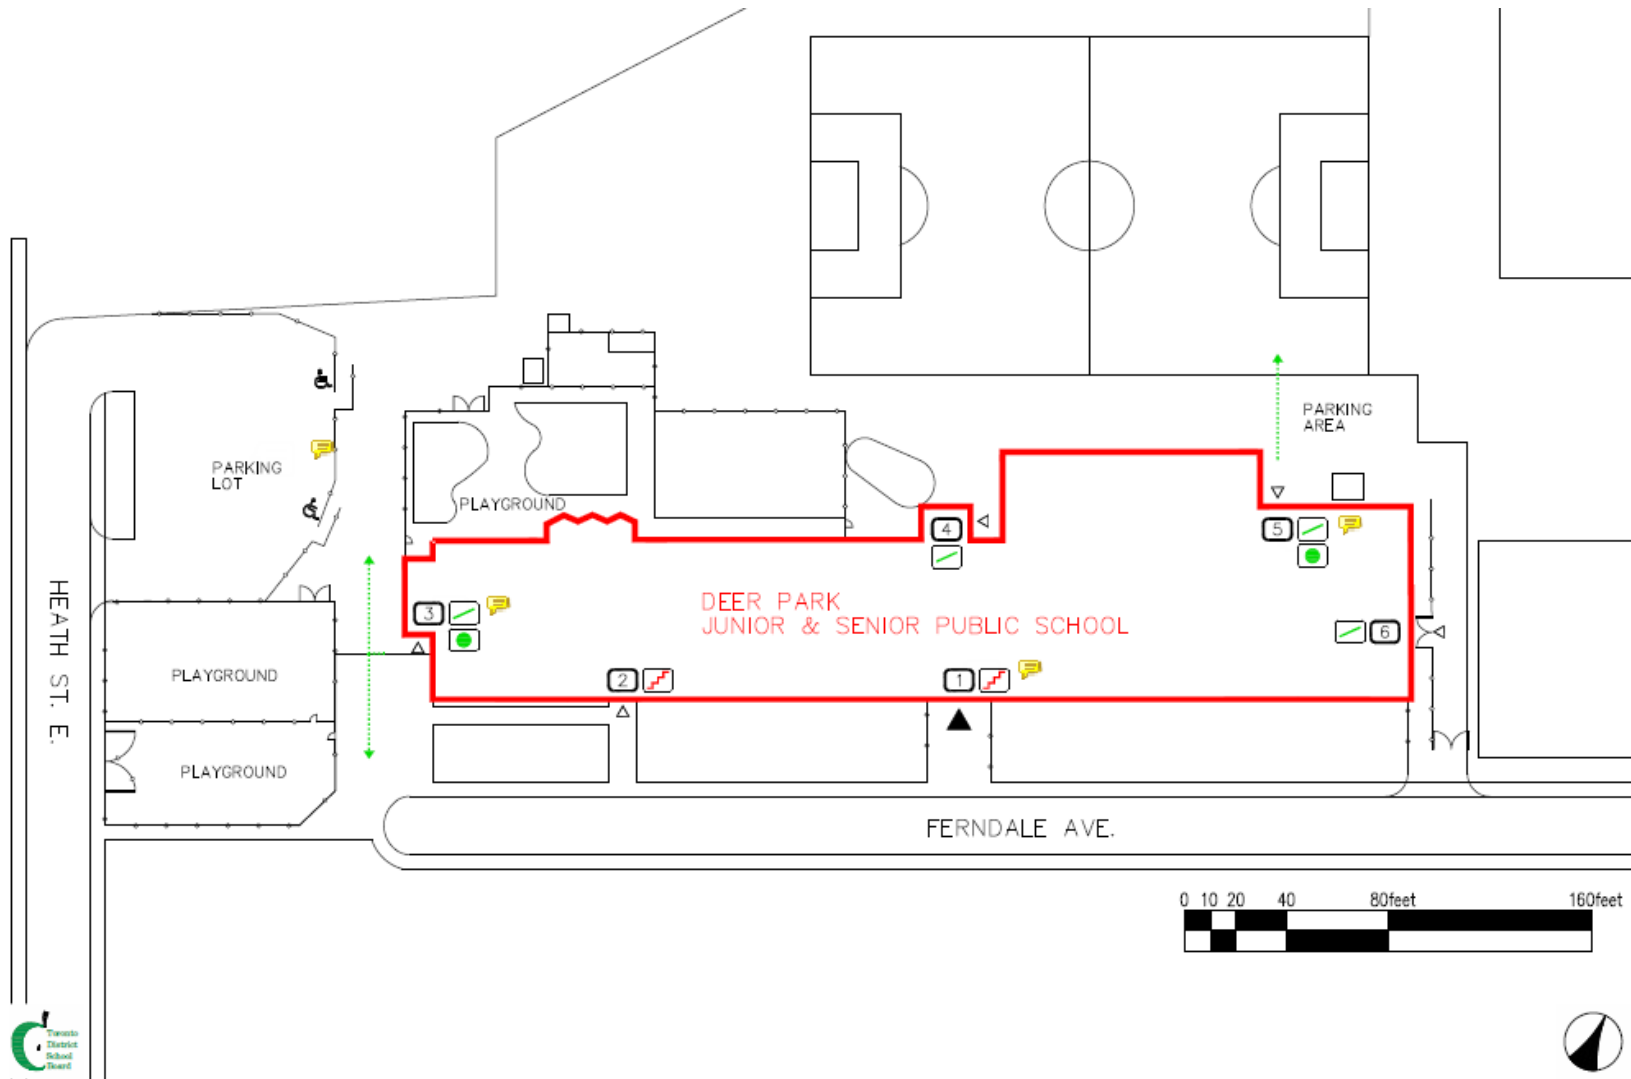 PARKING
AREA
PARKING
LOT
PLAYGROUND
4
5
3
DEER PARK
JUNIOR & SENIOR PUBLIC SCHOOL
6
HEATH ST. E.
PLAYGROUND
2
1
PLAYGROUND
FERNDALE AVE.
0 10 20 40 80feet 160feet
Toronto
District
School
Board